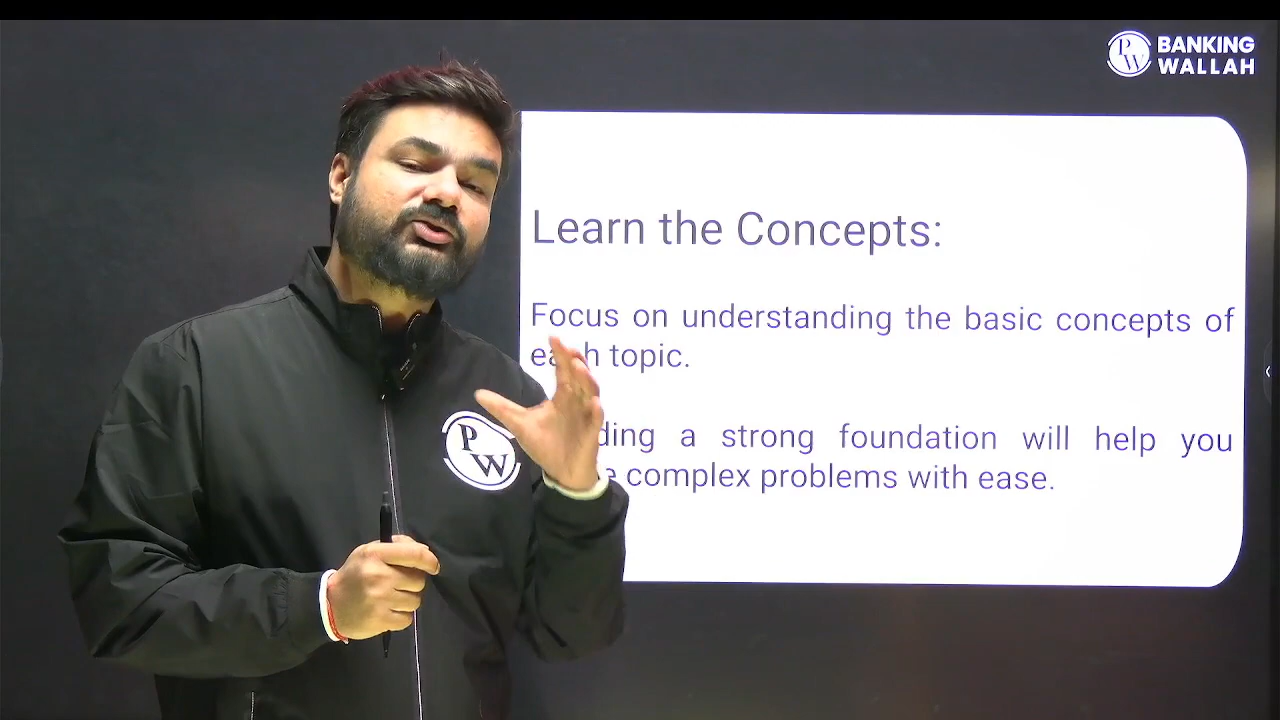 PW BANKING
WALLAH
Learn the Concepts:
Focus on understanding the basic concepts of
topic.
a strong foundation will help you
complex problems with ease.
PW